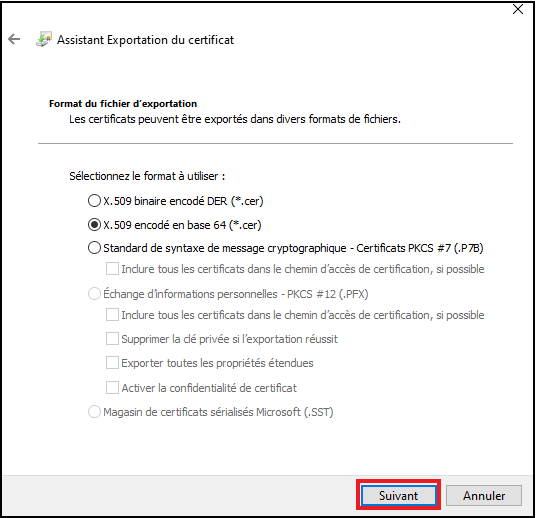 Assistant Exportation du certificat
Format du fichier d'exportation
Les certificats peuvent être exportés dans divers formats de fichiers.
Sélectionnez le format à utiliser :
X.509 binaire encodé DER (*.cer)
X.509 encodé en base 64 (*.cer)
Standard de syntaxe de message cryptographique - Certificats PKCS #7 (.P7B)
Inclure tous les certificats dans le chemin d'accès de certification, si possible
Échange d'informations personnelles - PKCS #12 (.PFX)
Inclure tous les certificats dans le chemin d'accès de certification, si possible
Supprimer la clé privée si l'exportation réussit
Exporter toutes les propriétés étendues
Activer la confidentialité de certificat
Magasin de certificats sérialisés Microsoft (.SST)
Suivant Annuler